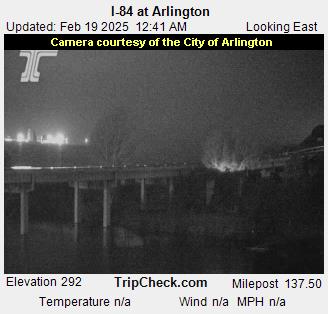 I-84 at Arlington
Updated: Feb 19 2025 12:41 AM Looking East
Camera courtesy of the City of Arlington
Elevation 292 TripCheck.com Milepost 137.50
Temperature n/a Wind n/a MPH n/a